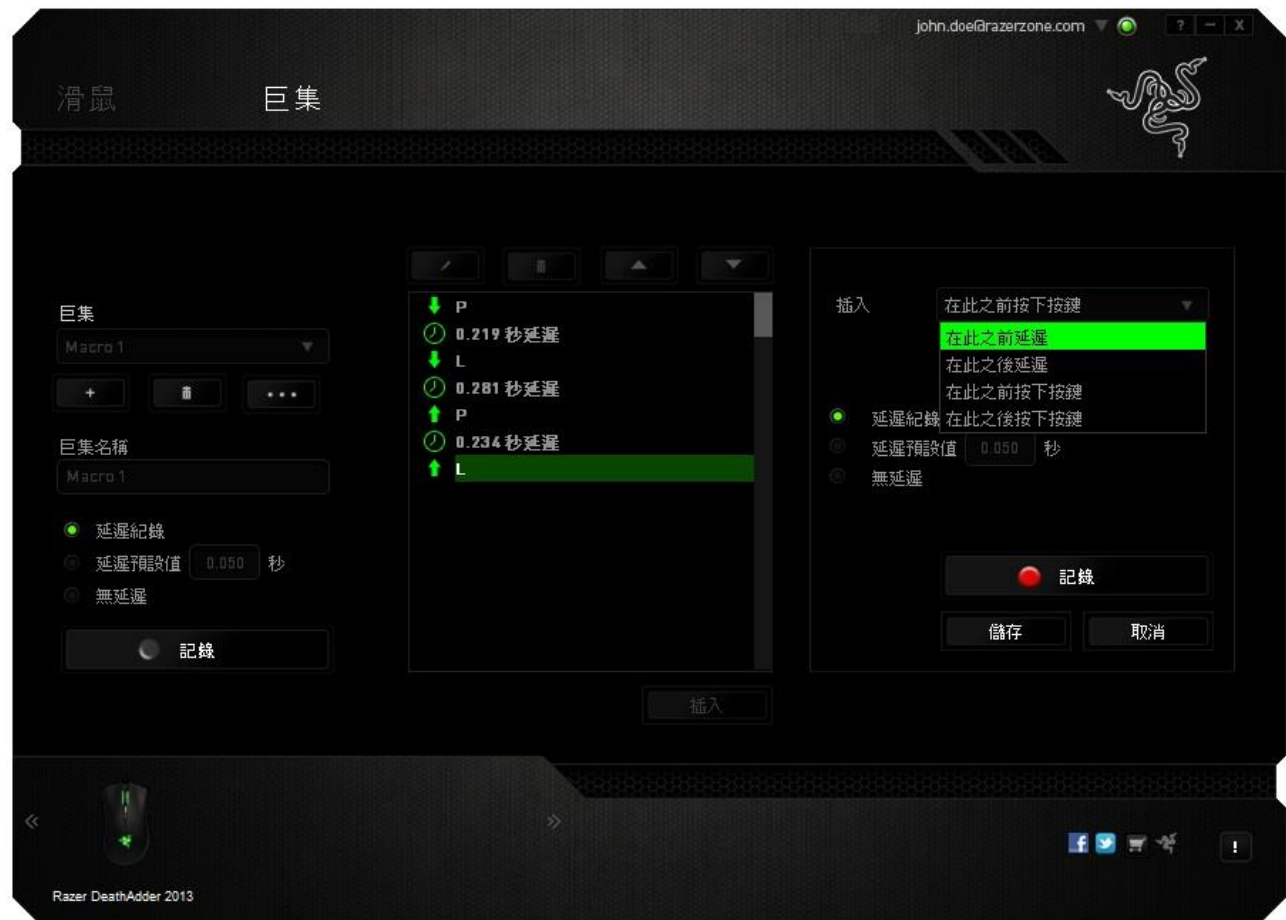 john.doe@razerzone.com
? – X
滑鼠 巨集
巨集
Macro 1
巨集名稱
Macro 1
延遲紀錄
延遲預設值 0.050 秒
無延遲
記錄
P
0.219 秒延遲
L
0.281 秒延遲
P
0.234 秒延遲
L
插入
插入 在此之前按下按鍵
在此之前延遲
在此之後延遲
在此之前按下按鍵
在此之後按下按鍵
延遲紀錄
延遲預設值 0.050 秒
無延遲
記錄
儲存 取消
Razer DeathAdder 2013